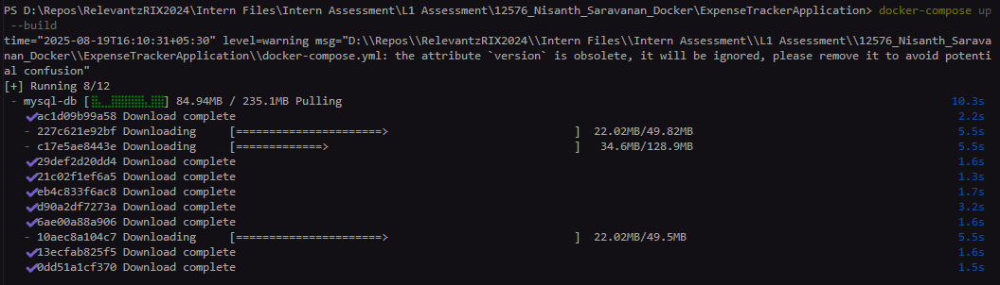 PS D:\Repos\RelevantzRIX2024\Intern Files\Intern Assessment\L1 Assessment\12576_Nisanth_Saravanan_Docker\ExpenseTrackerApplication> docker-compose up
--build
time="2025-08-19T16:10:31+05:30" level=warning msg="D:\\Repos\\RelevantzRIX2024\\Intern Files\\Intern Assessment\\L1 Assessment\\12576_Nisanth_Sarava
nan_Docker\\ExpenseTrackerApplication\\docker-compose.yml: the attribute `version` is obsolete, it will be ignored, please remove it to avoid potenti
al confusion"
[+] Running 8/12
- mysql-db [⣿⣀⣿⣿⣿⣿⣿⣿⣄⣿⣿] 84.94MB / 235.1MB Pulling 10.3s
✔ac1d09b99a58 Download complete 2.2s
- 227c621e92bf Downloading [======================>                            ] 22.02MB/49.82MB 5.5s
- c17e5ae8443e Downloading [=============>                                     ] 34.6MB/128.9MB 5.5s
✔29def2d20dd4 Download complete 1.6s
✔21c02f1ef6a5 Download complete 1.3s
✔eb4c833f6ac8 Download complete 1.7s
✔d90a2df7273a Download complete 3.2s
✔6ae00a88a906 Download complete 1.6s
- 10aec8a104c7 Downloading [======================>                            ] 22.02MB/49.5MB 5.5s
✔13ecfab825f5 Download complete 1.6s
✔0dd51a1cf370 Download complete 1.5s